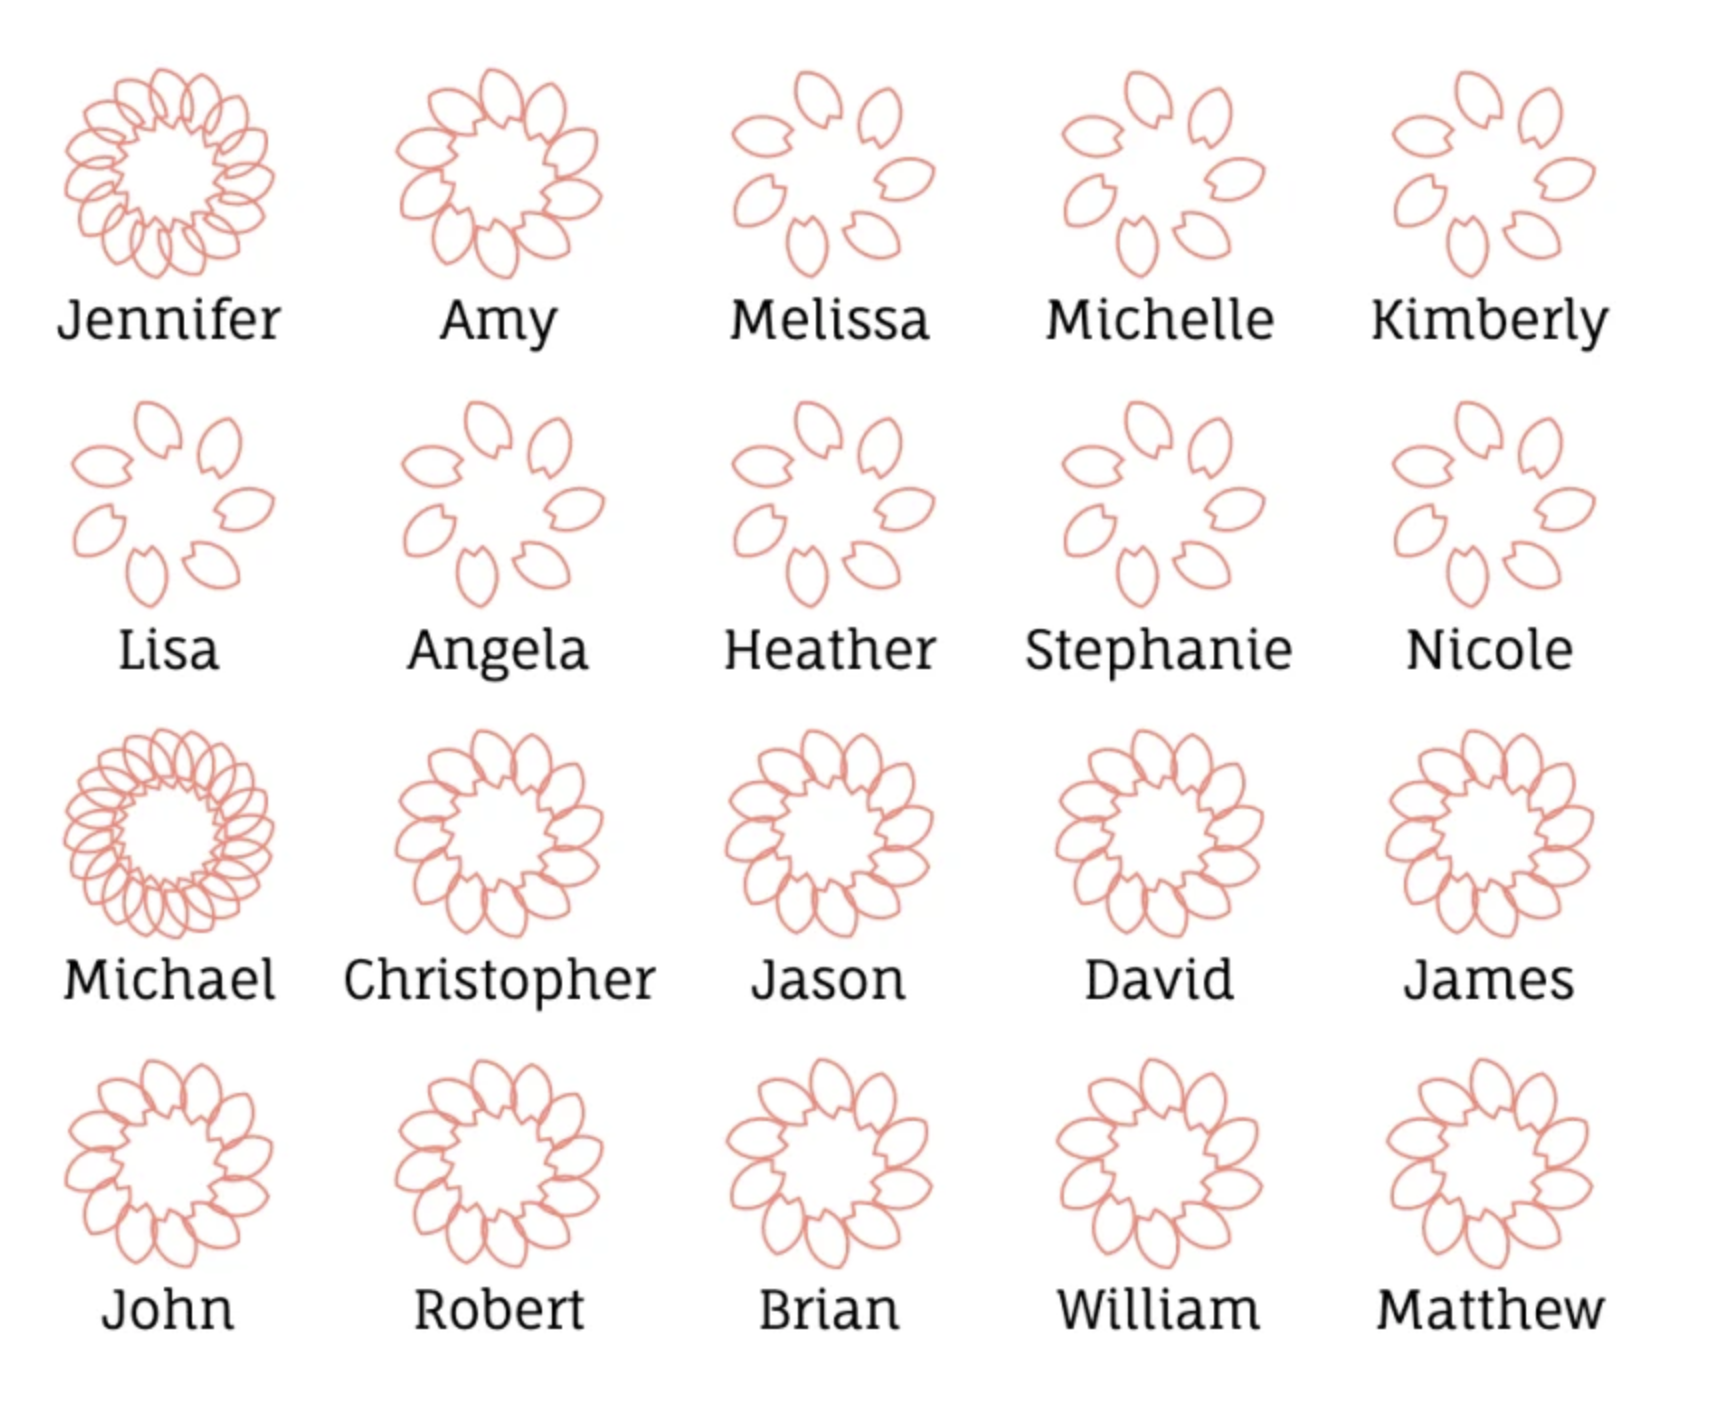 Jennifer Amy Melissa Michelle Kimberly
Lisa Angela Heather Stephanie Nicole
Michael Christopher Jason David James
John Robert Brian William Matthew